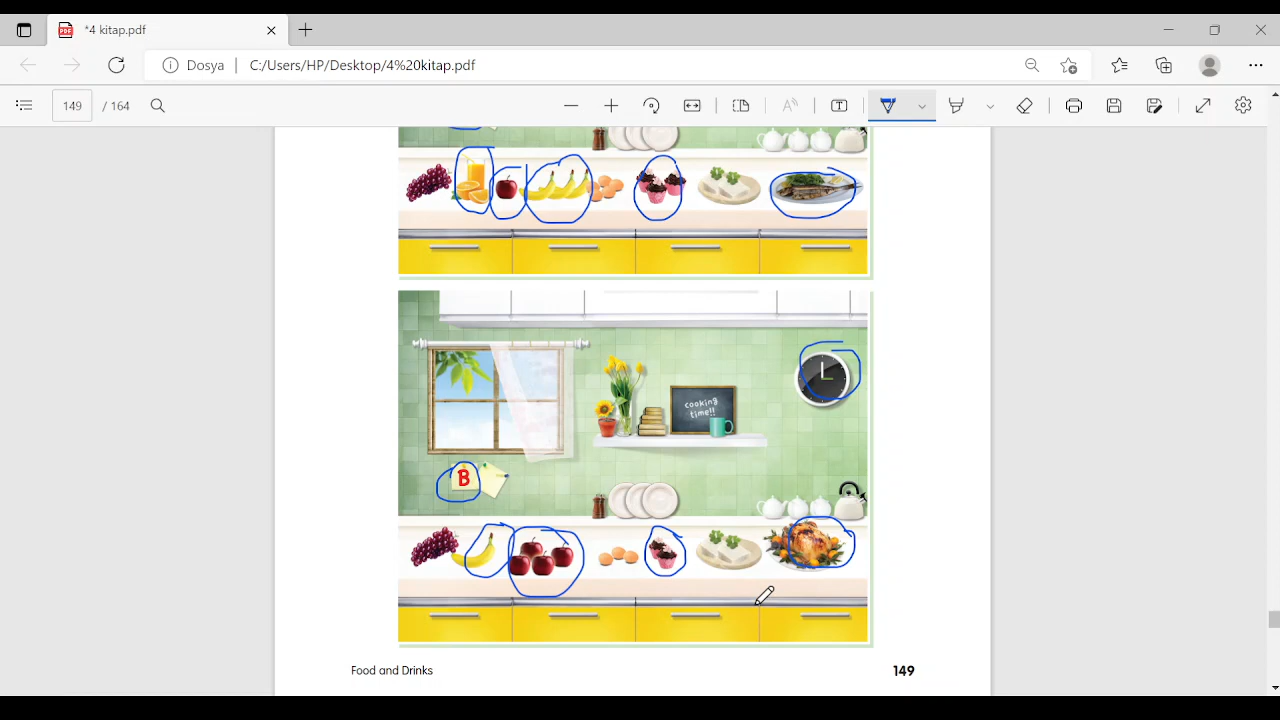 *4 kitap.pdf
Dosya | C:/Users/HP/Desktop/4%20kitap.pdf
149 / 164
cooking
time!!
B
Food and Drinks 149